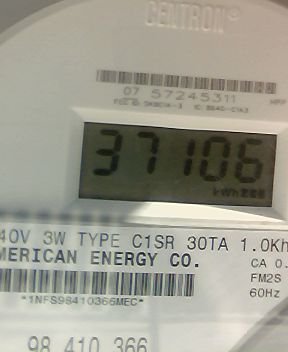 CENTRON®
07 57245311
37106
kWh
40V 3W TYPE C1SR 30TA 1.0Kh
MERICAN ENERGY CO.
CA 0.
FM2S
60Hz
*1NFS98410366MEC*
98 410 366